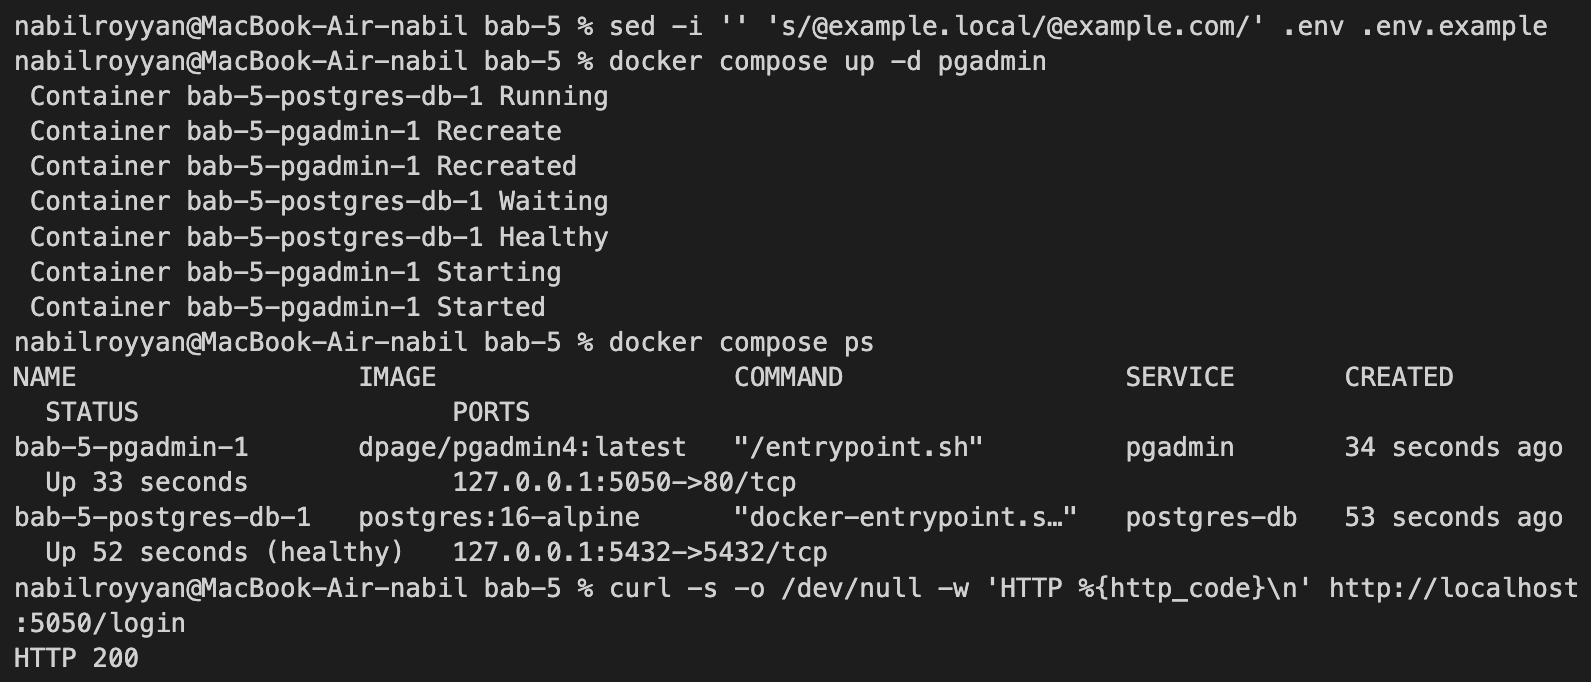 nabilroyyan@MacBook-Air-nabil bab-5 % sed -i '' 's/@example.local/@example.com/' .env .env.example
nabilroyyan@MacBook-Air-nabil bab-5 % docker compose up -d pgadmin
 Container bab-5-postgres-db-1 Running
 Container bab-5-pgadmin-1 Recreate
 Container bab-5-pgadmin-1 Recreated
 Container bab-5-postgres-db-1 Waiting
 Container bab-5-postgres-db-1 Healthy
 Container bab-5-pgadmin-1 Starting
 Container bab-5-pgadmin-1 Started
nabilroyyan@MacBook-Air-nabil bab-5 % docker compose ps
NAME                  IMAGE                   COMMAND                  SERVICE       CREATED
  STATUS                    PORTS
bab-5-pgadmin-1       dpage/pgadmin4:latest   "/entrypoint.sh"         pgadmin       34 seconds ago
  Up 33 seconds             127.0.0.1:5050->80/tcp
bab-5-postgres-db-1   postgres:16-alpine      "docker-entrypoint.s…"   postgres-db   53 seconds ago
  Up 52 seconds (healthy)   127.0.0.1:5432->5432/tcp
nabilroyyan@MacBook-Air-nabil bab-5 % curl -s -o /dev/null -w 'HTTP %{http_code}\n' http://localhost
:5050/login
HTTP 200